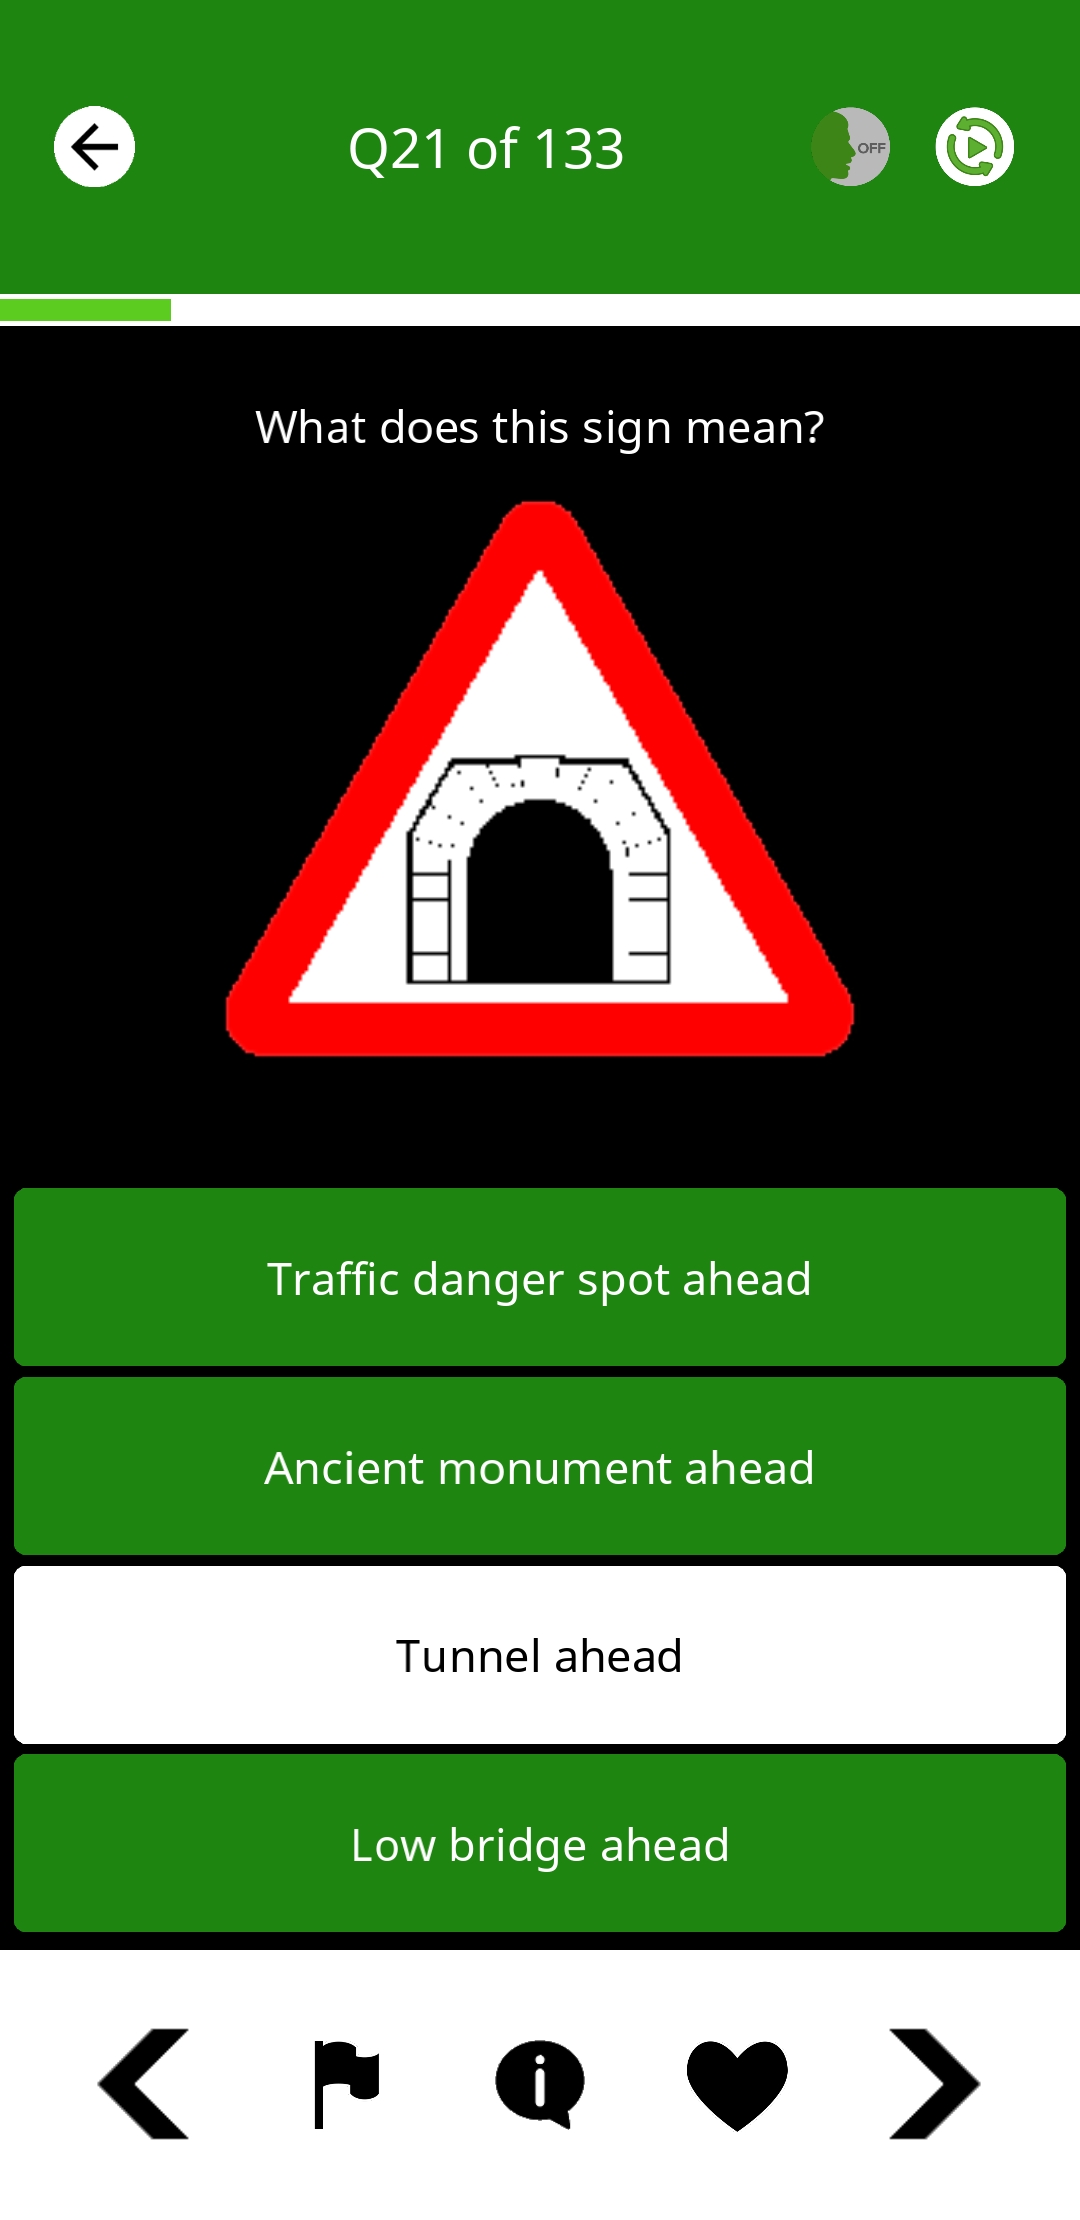 Q21 of 133
OFF
What does this sign mean?
Traffic danger spot ahead
Ancient monument ahead
Tunnel ahead
Low bridge ahead